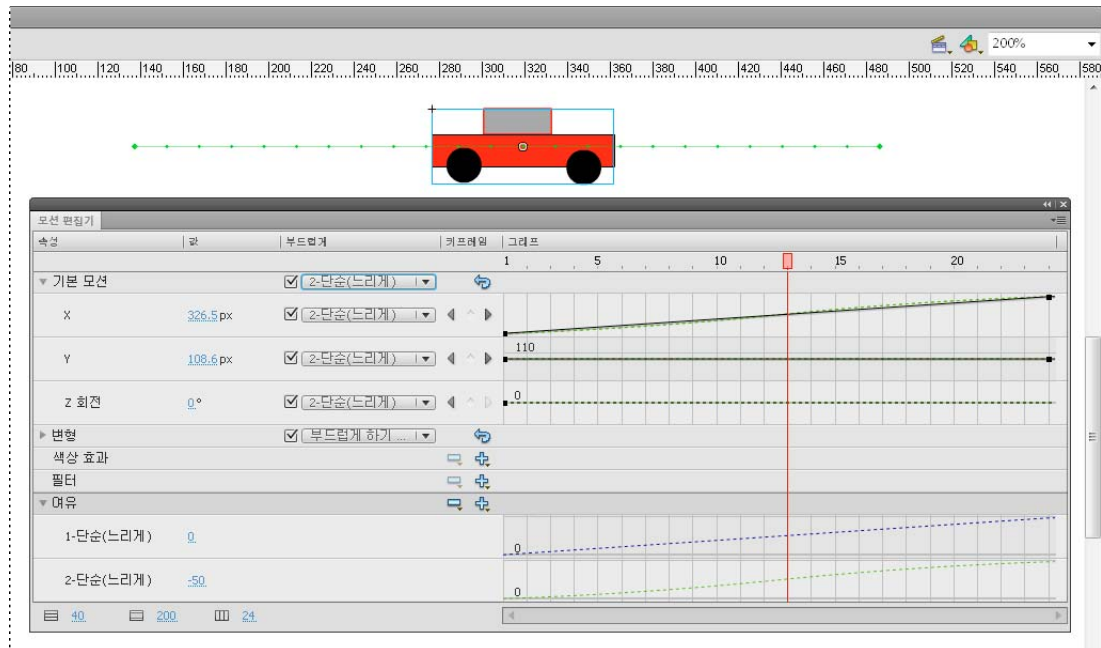 200%
80 100 120 140 160 180 200 220 240 260 280 300 320 340 360 380 400 420 440 460 480 500 520 540 560 580
모션 편집기
속성 값 부드럽게 키프레임 그래프
1 5 10 15 20
기본 모션 2-단순(느리게)
X 326.5 px 2-단순(느리게)
Y 108.6 px 2-단순(느리게) 110
Z 회전 0° 2-단순(느리게) 0
변형 부드럽게 하기 ...
색상 효과
필터
여유
1-단순(느리게) 0 0
2-단순(느리게) -50 0
40 200 24